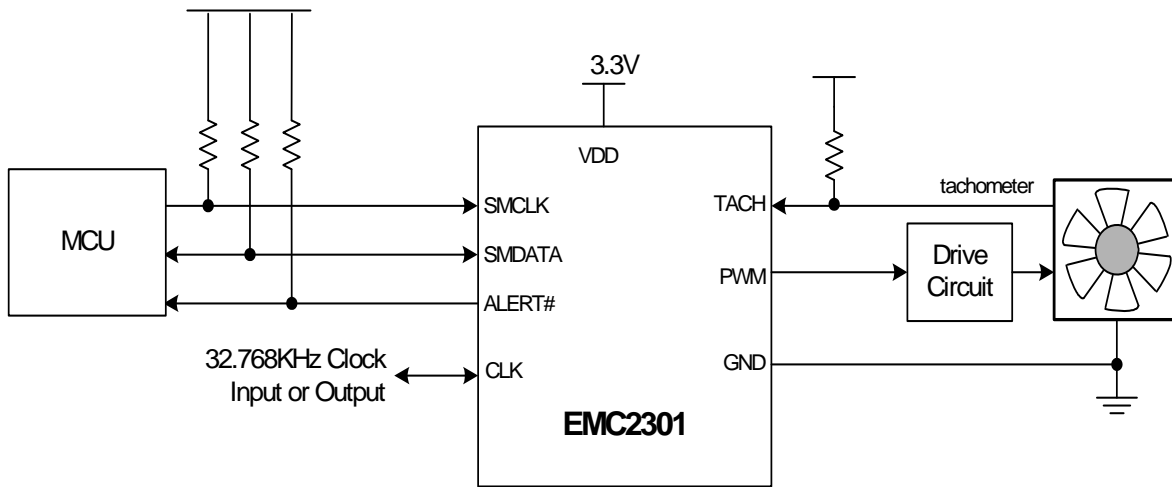 3.3V
VDD
MCU
SMCLK
SMDATA
ALERT#
32.768KHz Clock
Input or Output
CLK
EMC2301
TACH
PWM
GND
tachometer
Drive
Circuit